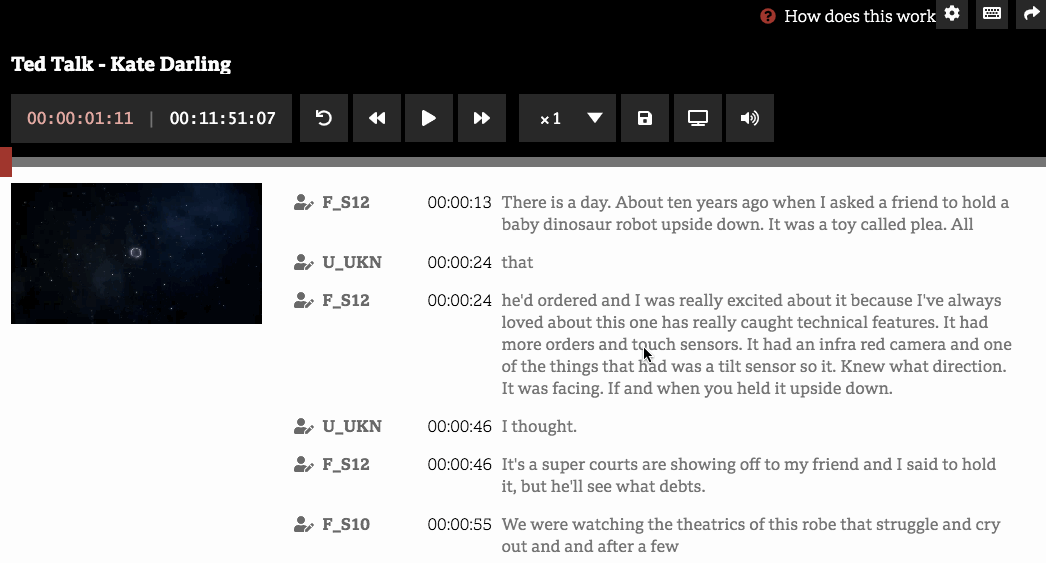 How does this work
Ted Talk - Kate Darling
00:00:01:11 | 00:11:51:07
x1
F_S12 00:00:13 There is a day. About ten years ago when I asked a friend to hold a
baby dinosaur robot upside down. It was a toy called plea. All
U_UKN 00:00:24 that
F_S12 00:00:24 he'd ordered and I was really excited about it because I've always
loved about this one has really caught technical features. It had
more orders and touch sensors. It had an infra red camera and one
of the things that had was a tilt sensor so it. Knew what direction.
It was facing. If and when you held it upside down.
U_UKN 00:00:46 I thought.
F_S12 00:00:46 It's a super courts are showing off to my friend and I said to hold
it, but he'll see what debts.
F_S10 00:00:55 We were watching the theatrics of this robe that struggle and cry
out and and after a few